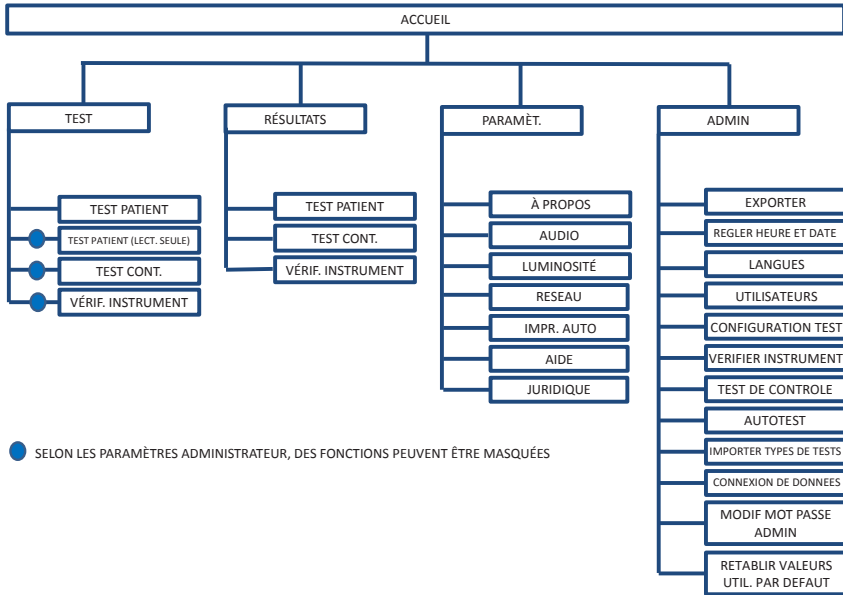 ACCUEIL
TEST
RÉSULTATS
PARAMÈT.
ADMIN
TEST PATIENT
TEST PATIENT (LECT. SEULE)
TEST CONT.
VÉRIF. INSTRUMENT
TEST PATIENT
TEST CONT.
VÉRIF. INSTRUMENT
À PROPOS
AUDIO
LUMINOSITÉ
RESEAU
IMPR. AUTO
AIDE
JURIDIQUE
EXPORTER
REGLER HEURE ET DATE
LANGUES
UTILISATEURS
CONFIGURATION TEST
VERIFIER INSTRUMENT
TEST DE CONTROLE
AUTOTEST
IMPORTER TYPES DE TESTS
CONNEXION DE DONNEES
MODIF MOT PASSE
ADMIN
RETABLIR VALEURS
UTIL. PAR DEFAUT
SELON LES PARAMÈTRES ADMINISTRATEUR, DES FONCTIONS PEUVENT ÊTRE MASQUÉES